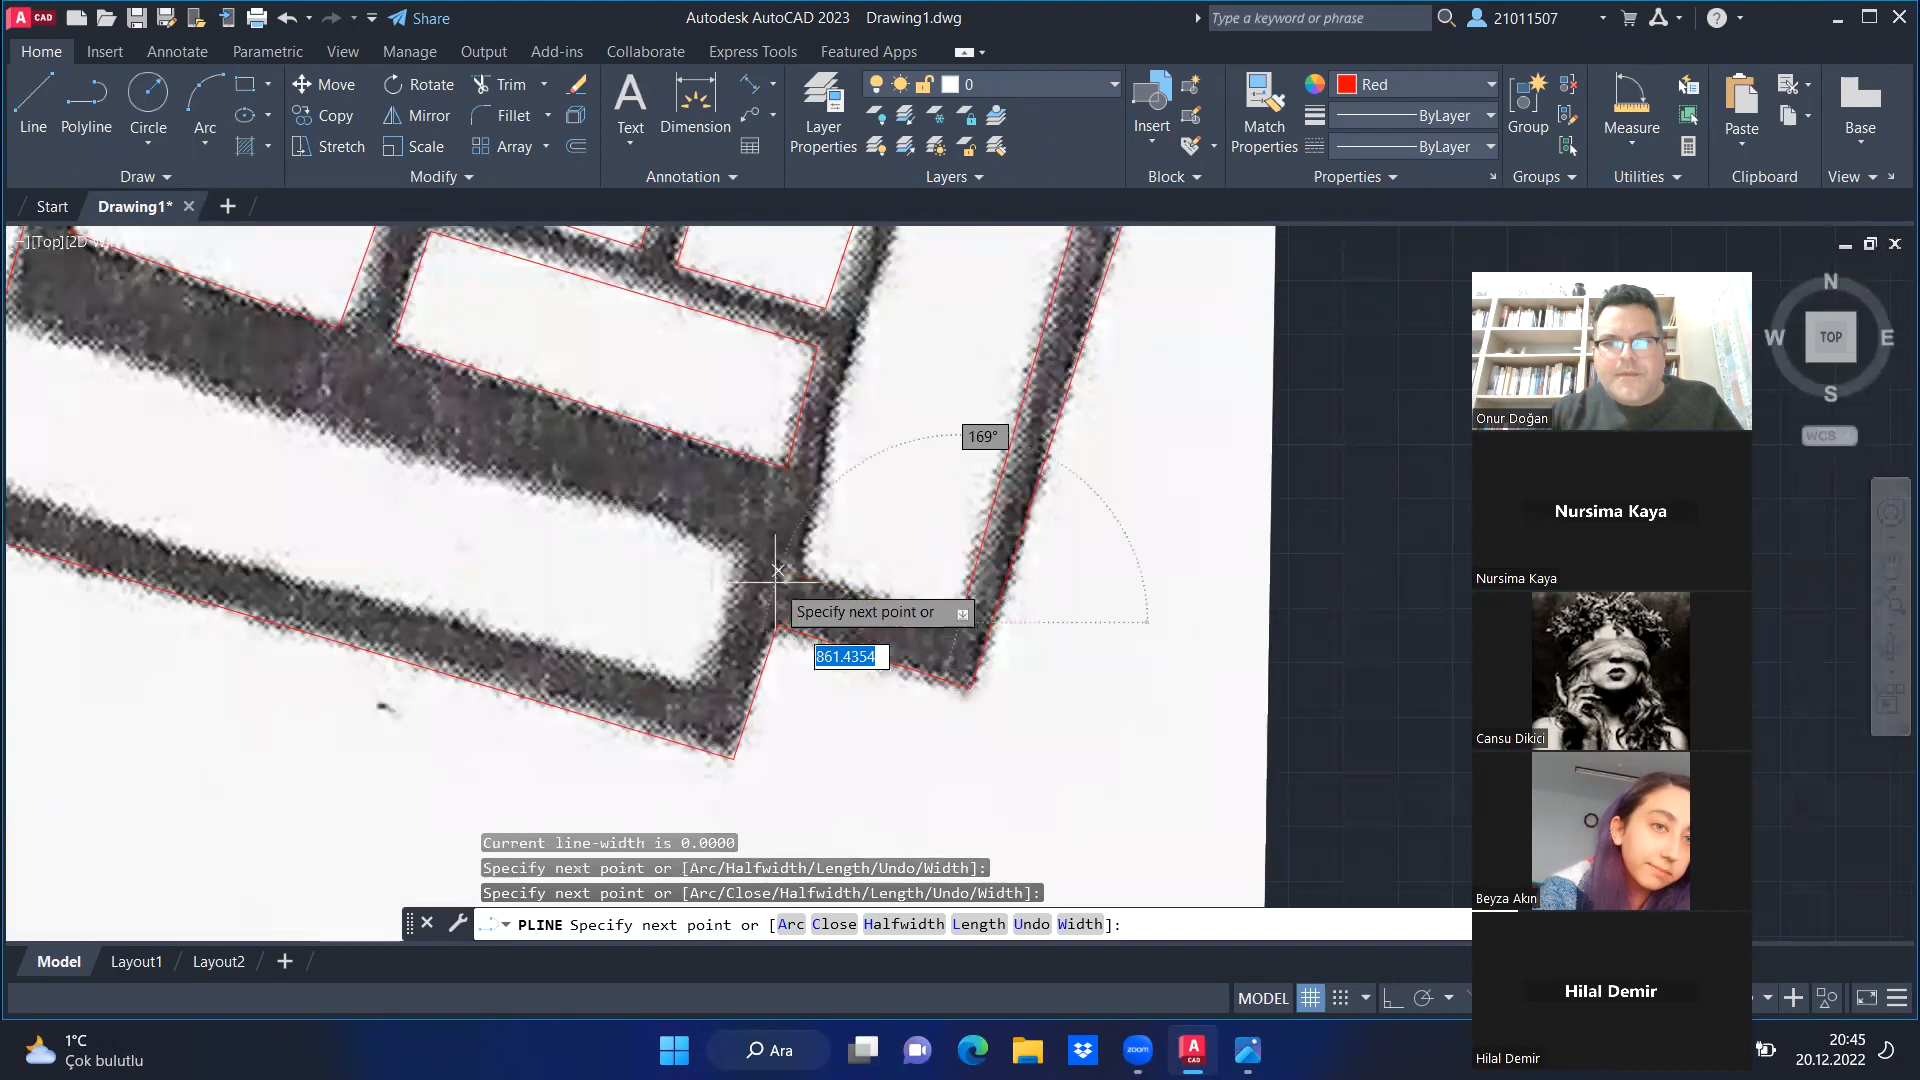 A CAD
Share
Autodesk AutoCAD 2023 Drawing1.dwg
Type a keyword or phrase
21011507
Home Insert Annotate Parametric View Manage Output Add-ins Collaborate Express Tools Featured Apps
Line Polyline Circle Arc
Move Rotate Trim
Copy Mirror Fillet
Stretch Scale Array
Text Dimension
Layer Properties
0
Insert
Match Properties
Red
ByLayer
ByLayer
Group
Measure
Paste
Base
Draw Modify Annotation Layers Block Properties Groups Utilities Clipboard View
Start Drawing1*
[Top][2D
N
W TOP E
S
WCS
169°
Specify next point or
861.4354
Onur Doğan
Nursima Kaya
Nursima Kaya
Cansu Dikici
Beyza Akın
Hilal Demir
Hilal Demir
Current line-width is 0.0000
Specify next point or [Arc/Halfwidth/Length/Undo/Width]:
Specify next point or [Arc/Close/Halfwidth/Length/Undo/Width]:
PLINE Specify next point or [Arc Close Halfwidth Length Undo Width]:
Model Layout1 Layout2
MODEL
1°C
Çok bulutlu
Ara
zoom
A CAD
20:45
20.12.2022